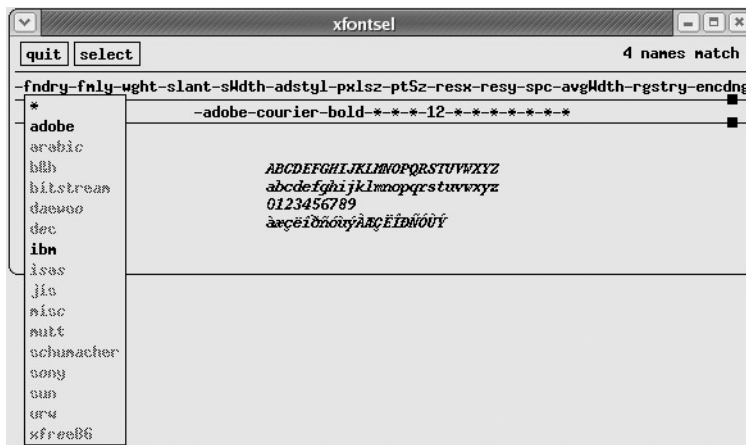 xfontsel
quit select 4 names match
-fndry-fmly-wght-slant-sWdth-adstyl-pxlsz-ptSz-resx-resy-spc-avgWdth-rgstry-encdng
-adobe-courier-bold-*-*-*-12-*-*-*-*-*-*-*
*
adobe
arabic
b&h
bitstream
daewoo
dec
ibm
isas
jis
misc
mutt
schumacher
sony
sun
urw
xfree86
ABCDEFGHIJKLMNOPQRSTUVWXYZ
abcdefghijklmnopqrstuvwxyz
0123456789
àæçëîðñóùýÀÆÇËÎÐÑÓÙÝ